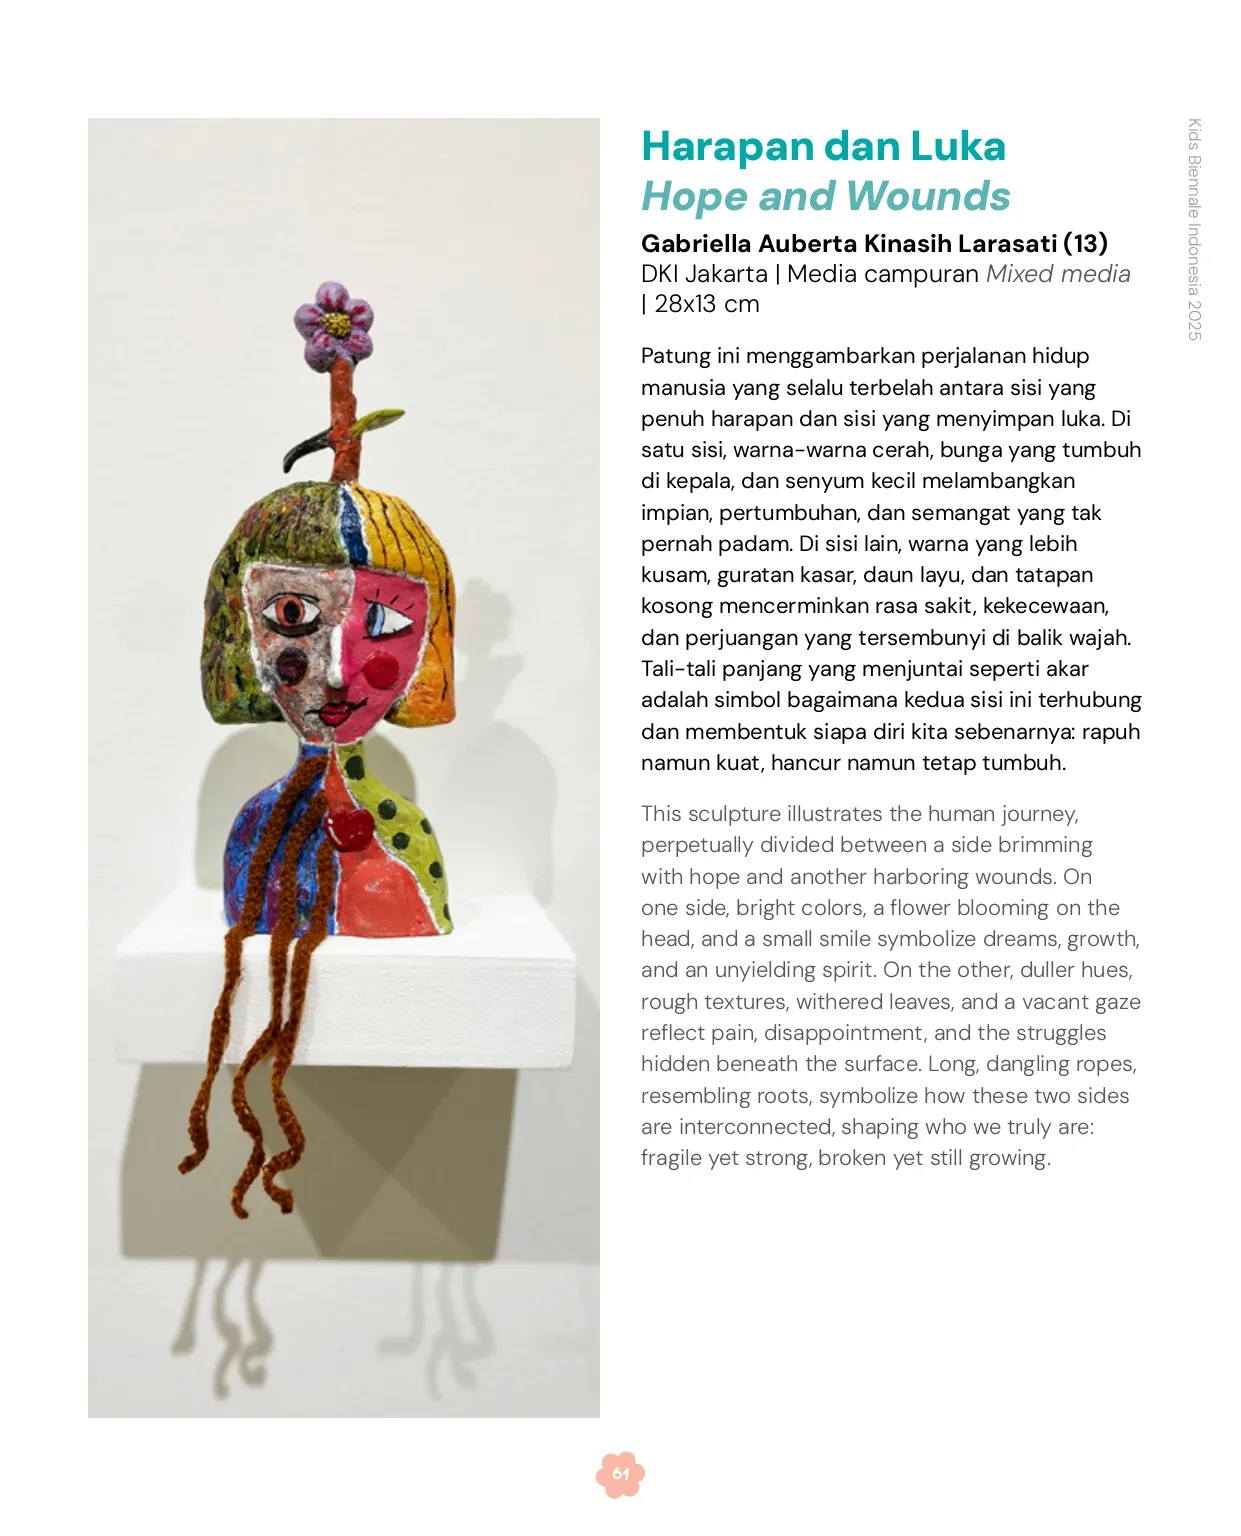 Harapan dan Luka
Hope and Wounds
Gabriella Auberta Kinasih Larasati (13)
DKI Jakarta | Media campuran Mixed media
| 28x13 cm
Patung ini menggambarkan perjalanan hidup
manusia yang selalu terbelah antara sisi yang
penuh harapan dan sisi yang menyimpan luka. Di
satu sisi, warna-warna cerah, bunga yang tumbuh
di kepala, dan senyum kecil melambangkan
impian, pertumbuhan, dan semangat yang tak
pernah padam. Di sisi lain, warna yang lebih
kusam, guratan kasar, daun layu, dan tatapan
kosong mencerminkan rasa sakit, kekecewaan,
dan perjuangan yang tersembunyi di balik wajah.
Tali-tali panjang yang menjuntai seperti akar
adalah simbol bagaimana kedua sisi ini terhubung
dan membentuk siapa diri kita sebenarnya: rapuh
namun kuat, hancur namun tetap tumbuh.
This sculpture illustrates the human journey,
perpetually divided between a side brimming
with hope and another harboring wounds. On
one side, bright colors, a flower blooming on the
head, and a small smile symbolize dreams, growth,
and an unyielding spirit. On the other, duller hues,
rough textures, withered leaves, and a vacant gaze
reflect pain, disappointment, and the struggles
hidden beneath the surface. Long, dangling ropes,
resembling roots, symbolize how these two sides
are interconnected, shaping who we truly are:
fragile yet strong, broken yet still growing.
Kids Biennale Indonesia 2025
61